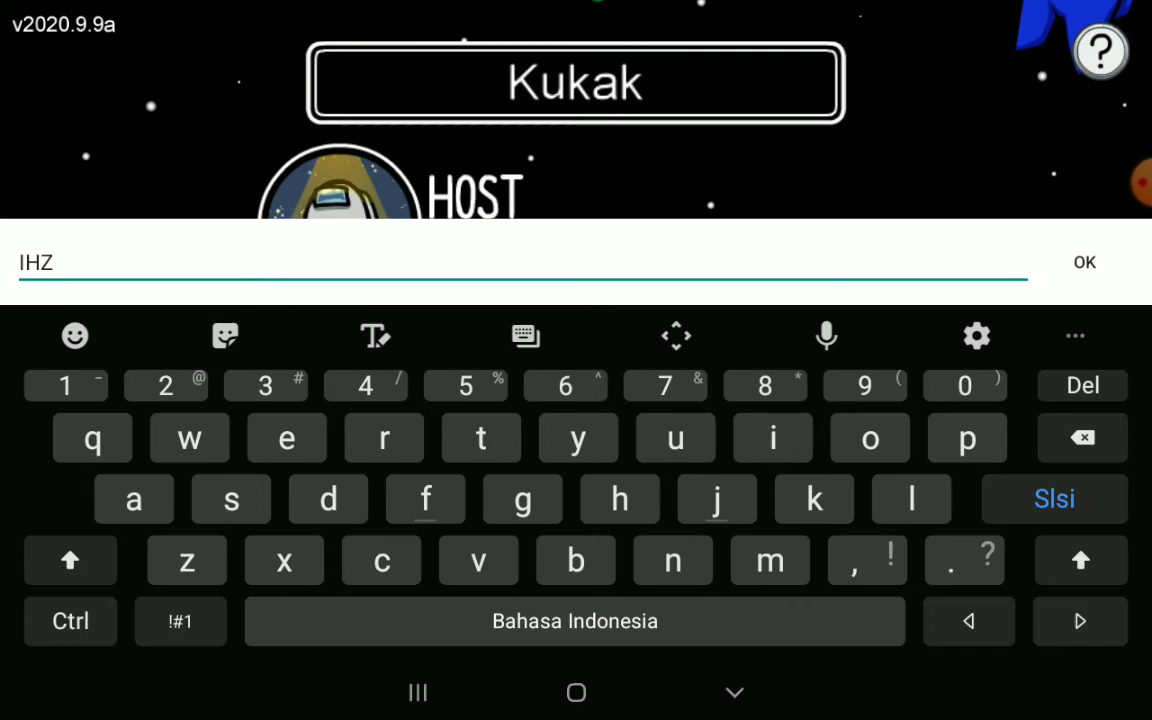 v2020.9.9a
?
Kukak
HOST
IHZ
OK
1 - 2 @ 3 # 4 / 5 % 6 ^ 7 & 8 * 9 ( 0 ) Del
q w e r t y u i o p
a s d f g h j k l Slsi
z x c v b n m , ! . ?
Ctrl !#1 Bahasa Indonesia